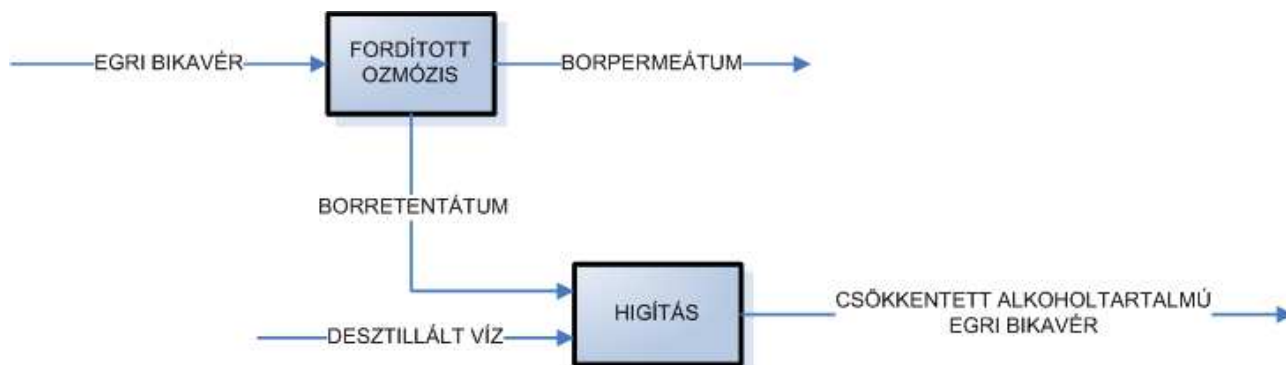 EGRI BIKAVÉR
FORDÍTOTT
OZMÓZIS
BORPERMEÁTUM
BORRETENTÁTUM
DESZTILLÁLT VÍZ
HIGÍTÁS
CSÖKKENTETT ALKOHOLTARTALMÚ
EGRI BIKAVÉR